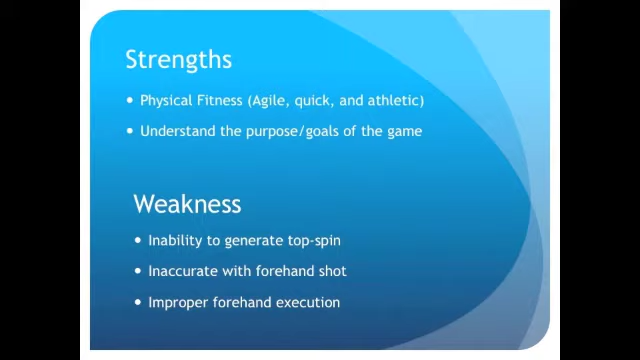 Strengths
• Physical Fitness (Agile, quick, and athletic)
• Understand the purpose/goals of the game
Weakness
• Inability to generate top-spin
• Inaccurate with forehand shot
• Improper forehand execution